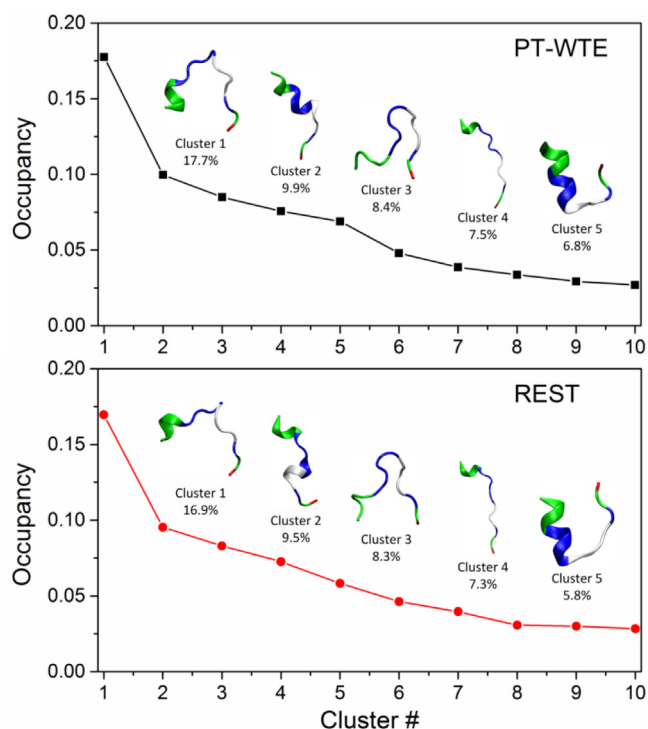 PT-WTE
Occupancy
0.20
0.15
0.10
0.05
0.00
Cluster 1
17.7%
Cluster 2
9.9%
Cluster 3
8.4%
Cluster 4
7.5%
Cluster 5
6.8%
1 2 3 4 5 6 7 8 9 10
REST
Occupancy
0.20
0.15
0.10
0.05
0.00
Cluster 1
16.9%
Cluster 2
9.5%
Cluster 3
8.3%
Cluster 4
7.3%
Cluster 5
5.8%
1 2 3 4 5 6 7 8 9 10
Cluster #